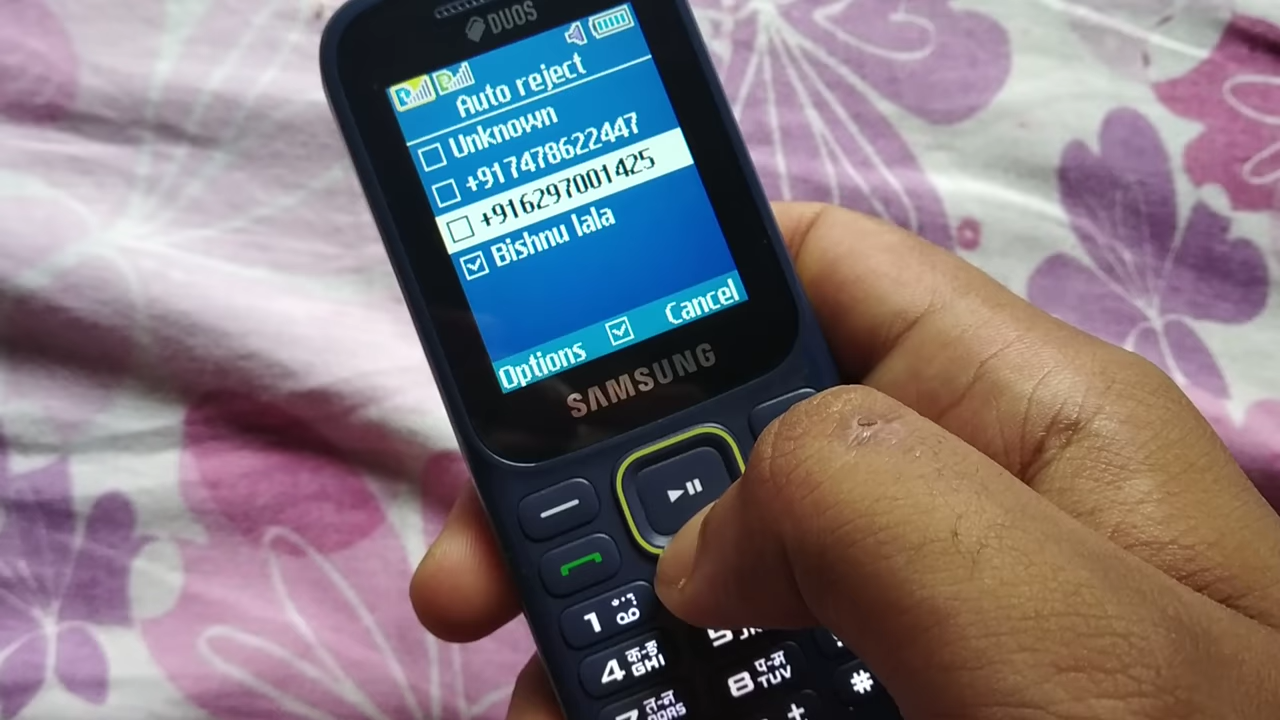 DUOS
Auto reject
Unknown
+917478622447
+916297001425
Bishnu lala
Options Cancel
SAMSUNG
1
4 क-ङ GHI
8 प-म TUV
#